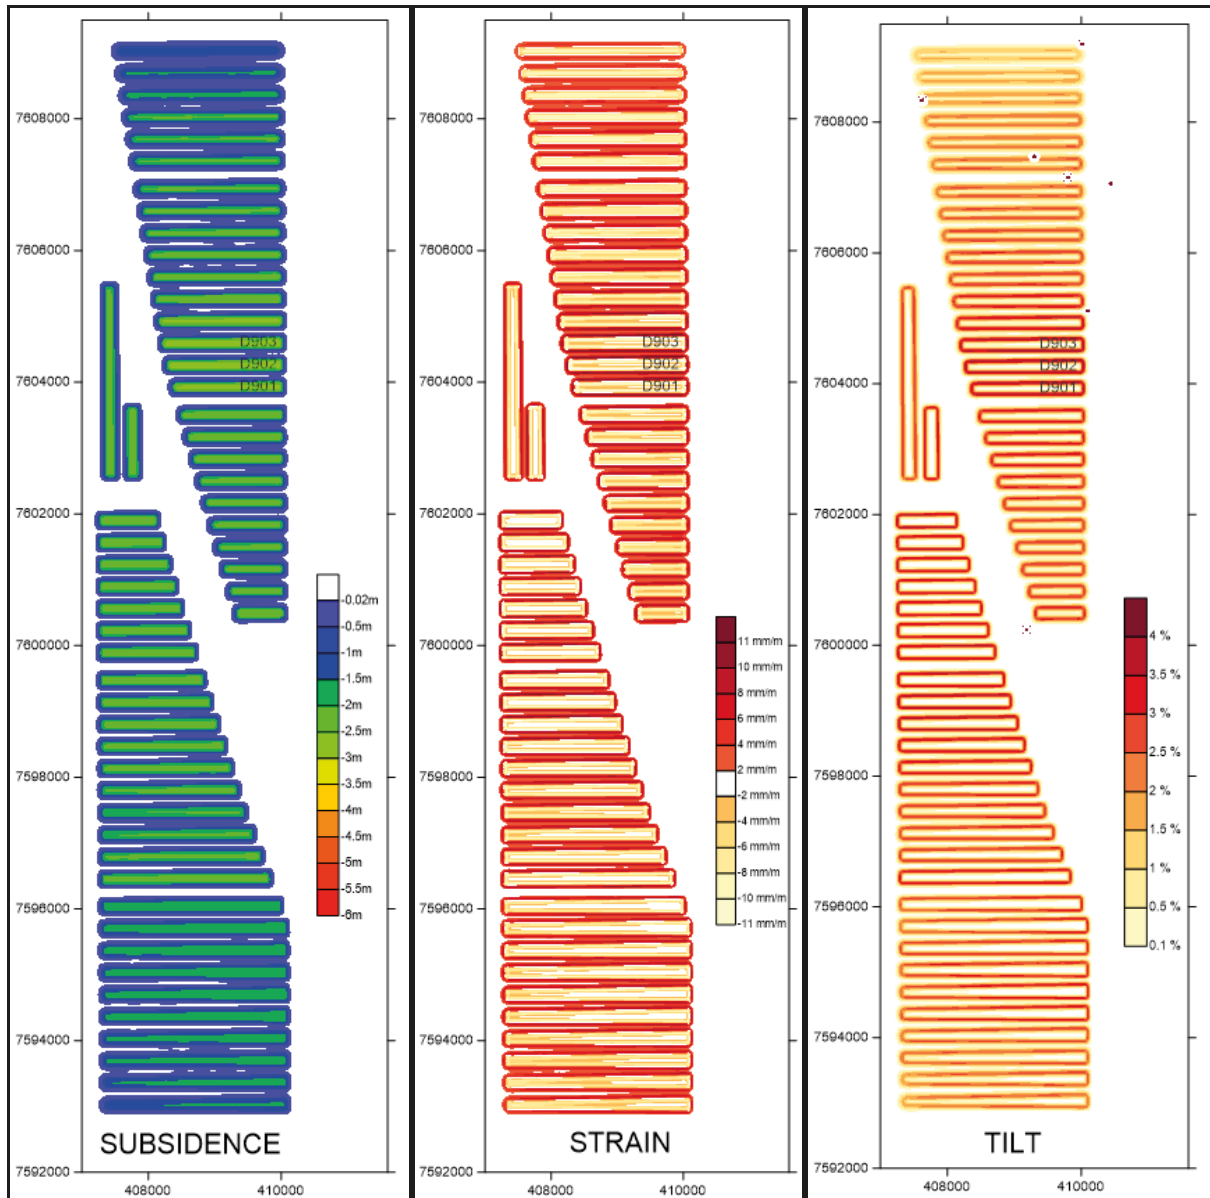 7608000
7606000
7604000
7602000
7600000
7598000
7596000
7594000
7592000
408000
410000
D903
D902
D901
-0.02m
-0.5m
-1m
-1.5m
-2m
-2.5m
-3m
-3.5m
-4m
-4.5m
-5m
-5.5m
-6m
SUBSIDENCE
7608000
7606000
7604000
7602000
7600000
7598000
7596000
7594000
7592000
408000
410000
D903
D902
D901
11 mm/m
10 mm/m
8 mm/m
6 mm/m
4 mm/m
2 mm/m
-2 mm/m
-4 mm/m
-6 mm/m
-8 mm/m
-10 mm/m
-11 mm/m
STRAIN
7608000
7606000
7604000
7602000
7600000
7598000
7596000
7594000
7592000
408000
410000
D903
D902
D901
4 %
3.5 %
3 %
2.5 %
2 %
1.5 %
1 %
0.5 %
0.1 %
TILT